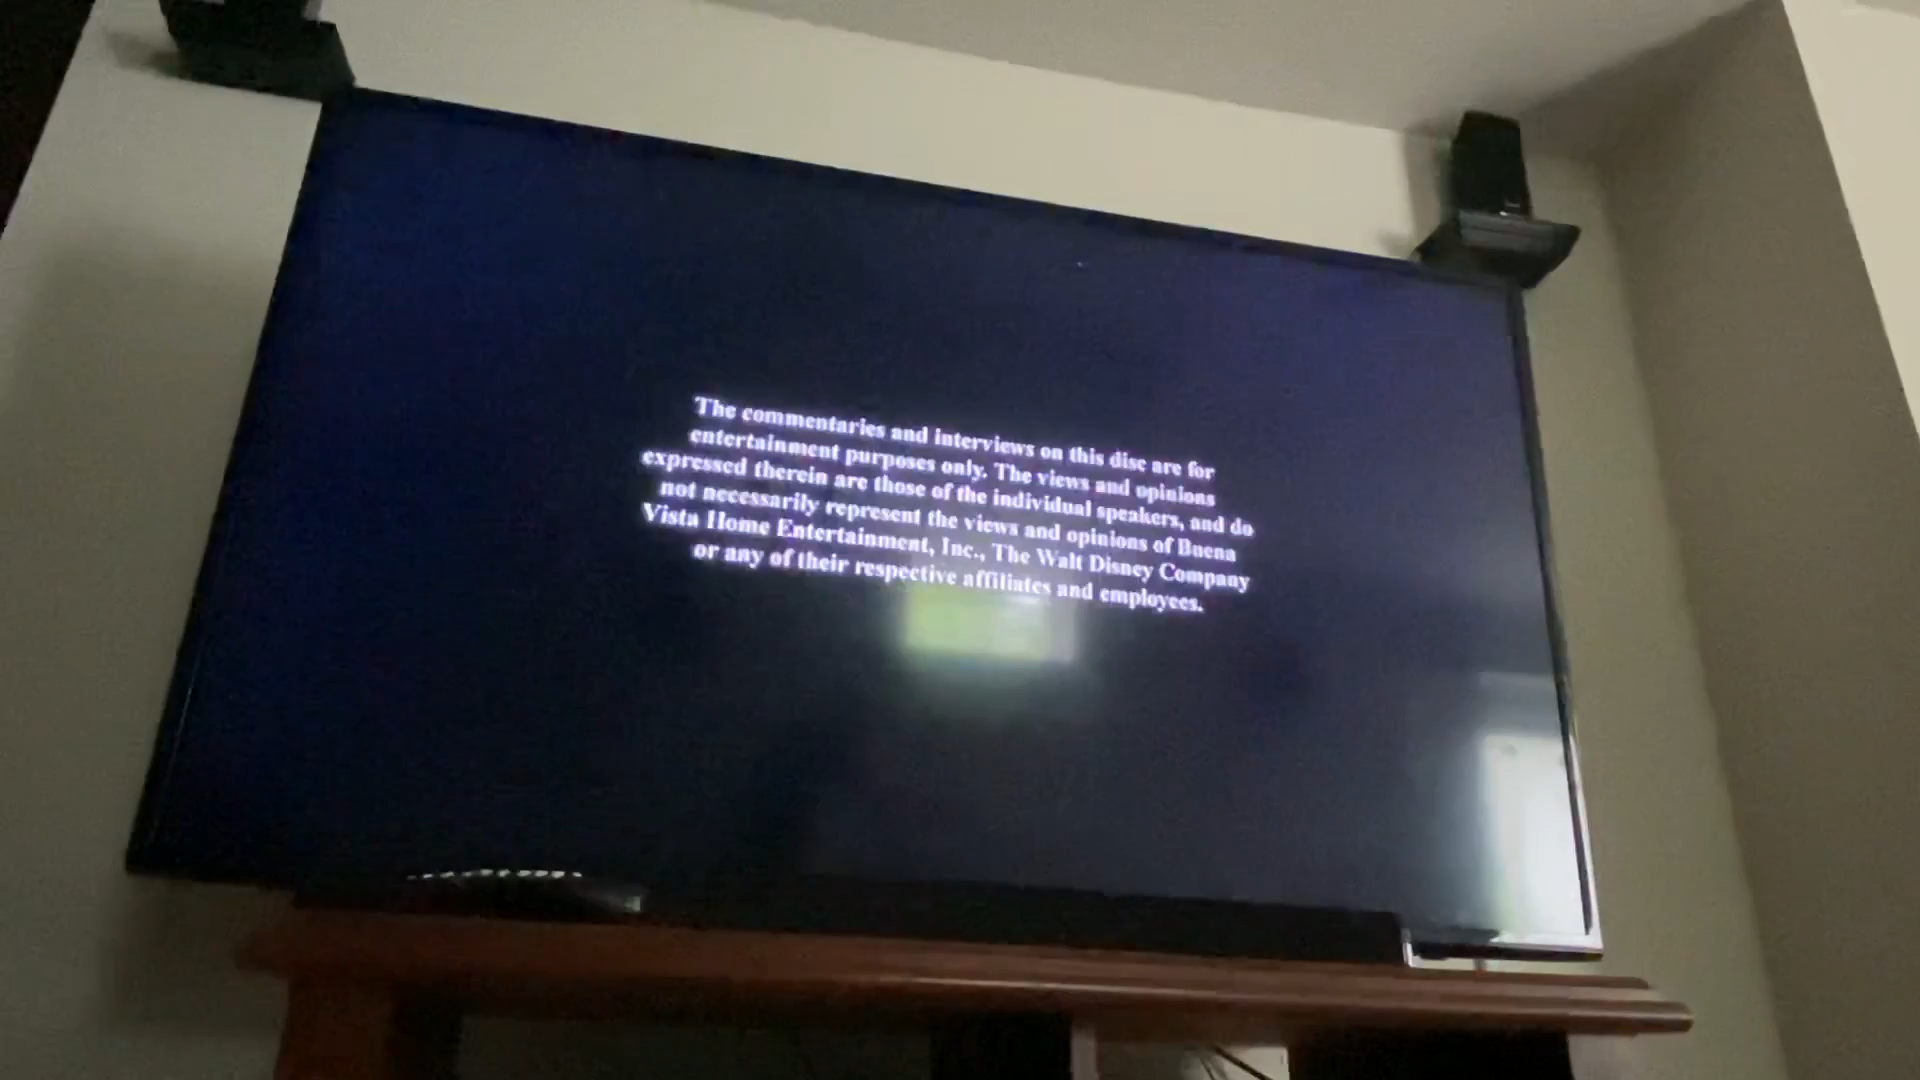 The commentaries and interviews on this disc are for
entertainment purposes only. The views and opinions
expressed therein are those of the individual speakers, and do
not necessarily represent the views and opinions of Buena
Vista Home Entertainment, Inc., The Walt Disney Company
or any of their respective affiliates and employees.